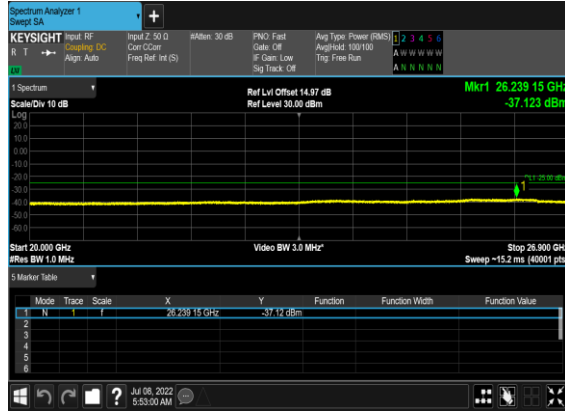 Spectrum Analyzer 1
Swept SA
+
KEYSIGHT Input: RF Input Z: 50 Ω #Atten: 30 dB PNO: Fast Avg Type: Power (RMS) 1 2 3 4 5 6
R T Coupling: DC Corr CCorr Gate: Off Avg|Hold: 100/100 A W W W W W
Align: Auto Freq Ref: Int (S) IF Gain: Low Trig: Free Run
LV Sig Track: Off A N N N N N
1 Spectrum Ref Lvl Offset 14.97 dB Mkr1 26.239 15 GHz
Scale/Div 10 dB Ref Level 30.00 dBm -37.123 dBm
Log
20.0
10.0
0.00
-10.0
-20.0
DL1 -25.00 dBm
1
-30.0
-40.0
-50.0
-60.0
Start 20.000 GHz Video BW 3.0 MHz* Stop 26.900 GHz
#Res BW 1.0 MHz Sweep ~15.2 ms (40001 pts)
5 Marker Table
Mode Trace Scale X Y Function Function Width Function Value
1 N 1 f 26.239 15 GHz -37.12 dBm
2
3
4
5
6
? Jul 08, 2022
5:53:00 AM